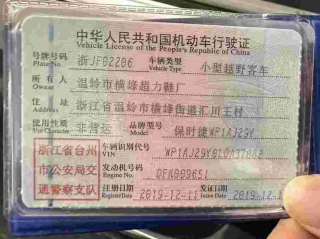 中华人民共和国机动车行驶证
Vehicle License of the People's Republic of China
号牌号码 浙JF02206 车辆类型 小型越野客车
Plate No. Vehicle Type
所有人 温岭市横峰超力鞋厂
Owner
住址 浙江省温岭市横峰街道汇川王村
Address
使用性质 非营运 品牌型号 保时捷WP1AJ29Y
Use Character Model
浙江省台州 车辆识别代号
VIN
市公安局交 发动机号码
Engine No.
通警察支队 注册日期 2019-12-11 发证日期 2019-12-
Register Date Issue Date